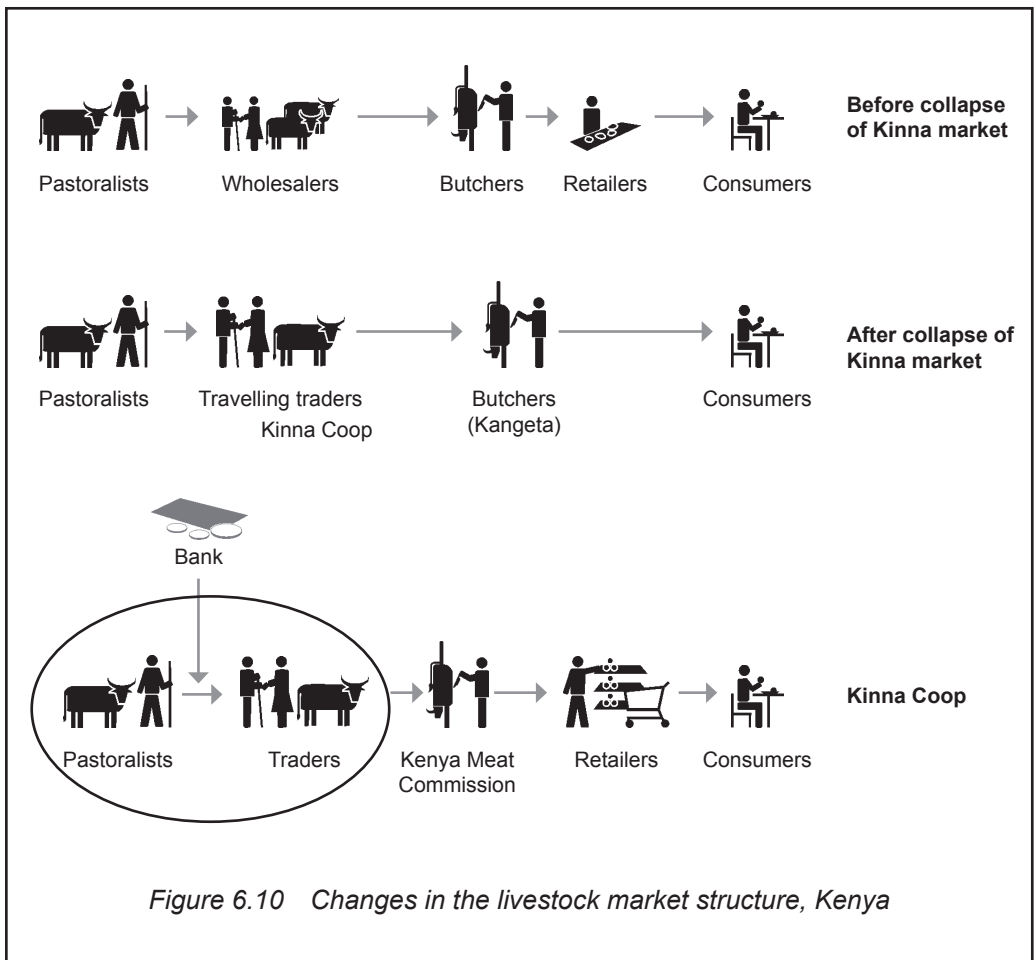 Before collapse
of Kinna market
Pastoralists Wholesalers Butchers Retailers Consumers
After collapse of
Kinna market
Pastoralists Travelling traders Butchers Consumers
Kinna Coop (Kangeta)
Bank
Kinna Coop
Pastoralists Traders Kenya Meat Retailers Consumers
Commission
Figure 6.10 Changes in the livestock market structure, Kenya